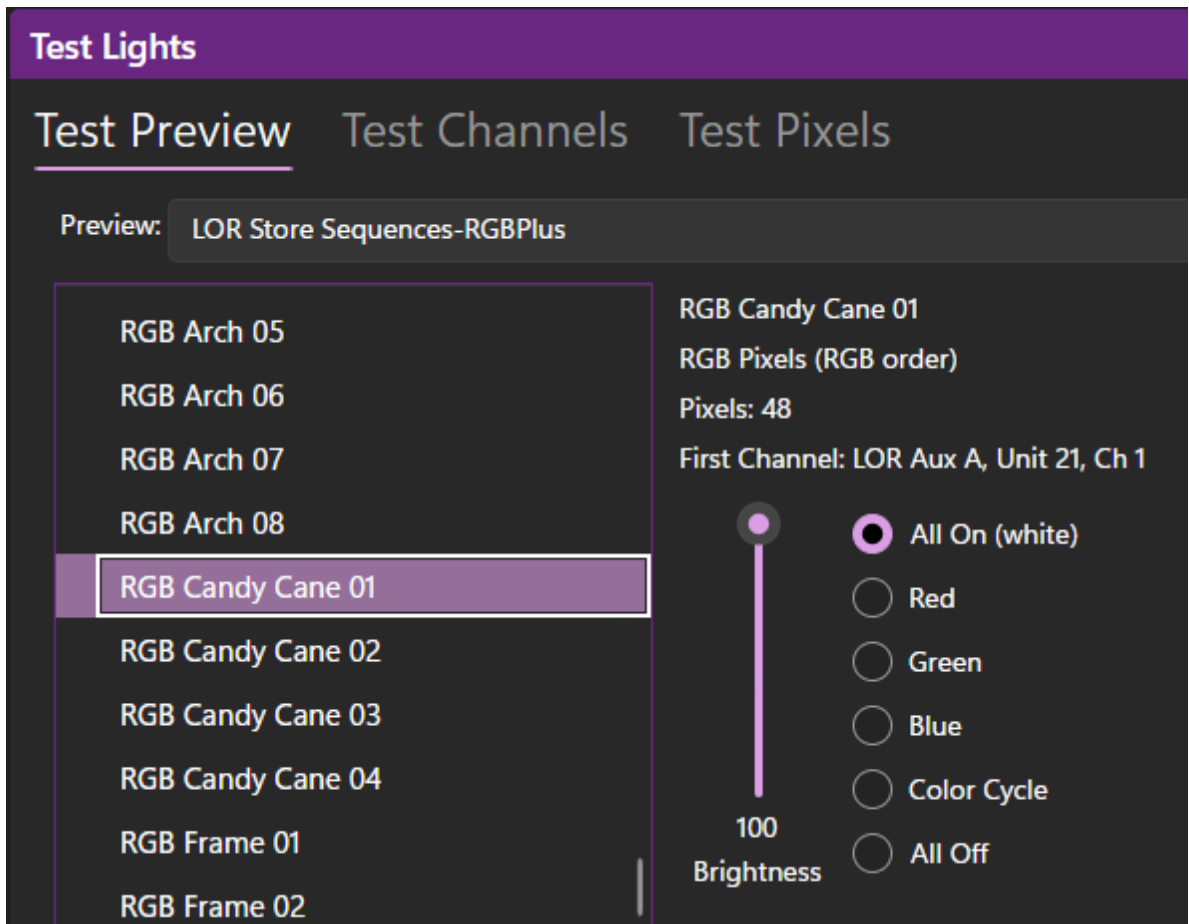 Test Lights
Test Preview Test Channels Test Pixels
Preview: LOR Store Sequences-RGBPlus
RGB Arch 05
RGB Arch 06
RGB Arch 07
RGB Arch 08
RGB Candy Cane 01
RGB Candy Cane 02
RGB Candy Cane 03
RGB Candy Cane 04
RGB Frame 01
RGB Frame 02
RGB Candy Cane 01
RGB Pixels (RGB order)
Pixels: 48
First Channel: LOR Aux A, Unit 21, Ch 1
All On (white)
Red
Green
Blue
Color Cycle
All Off
100
Brightness